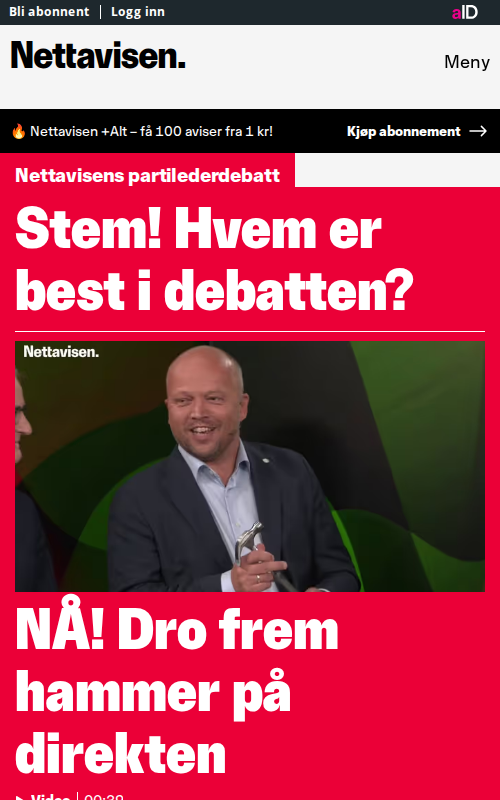 Bli abonnent | Logg inn
aID
Nettavisen.
Meny
🔥 Nettavisen +Alt – få 100 aviser fra 1 kr!
Kjøp abonnement →
Nettavisens partilederdebatt
Stem! Hvem er
best i debatten?
Nettavisen.
NÅ! Dro frem
hammer på
direkten
Video | 00:39